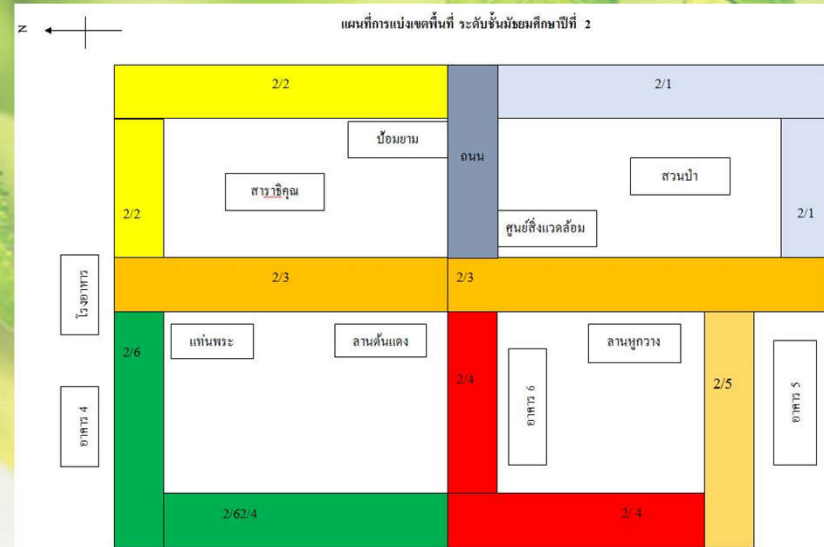 แผนที่การแบ่งเขตพื้นที่ ระดับชั้นมัธยมศึกษาปีที่ 2
N
2/2
2/1
ป้อมยาม
ถนน
สวนป่า
สาราธิคุณ
2/2
2/1
ศูนย์สิ่งแวดล้อม
โรงอาหาร
2/3
2/3
แท่นพระ
ลานต้นแดง
ลานหูกวาง
2/6
2/4
2/5
อาคาร 4
อาคาร 6
อาคาร 5
2/62/4
2/ 4